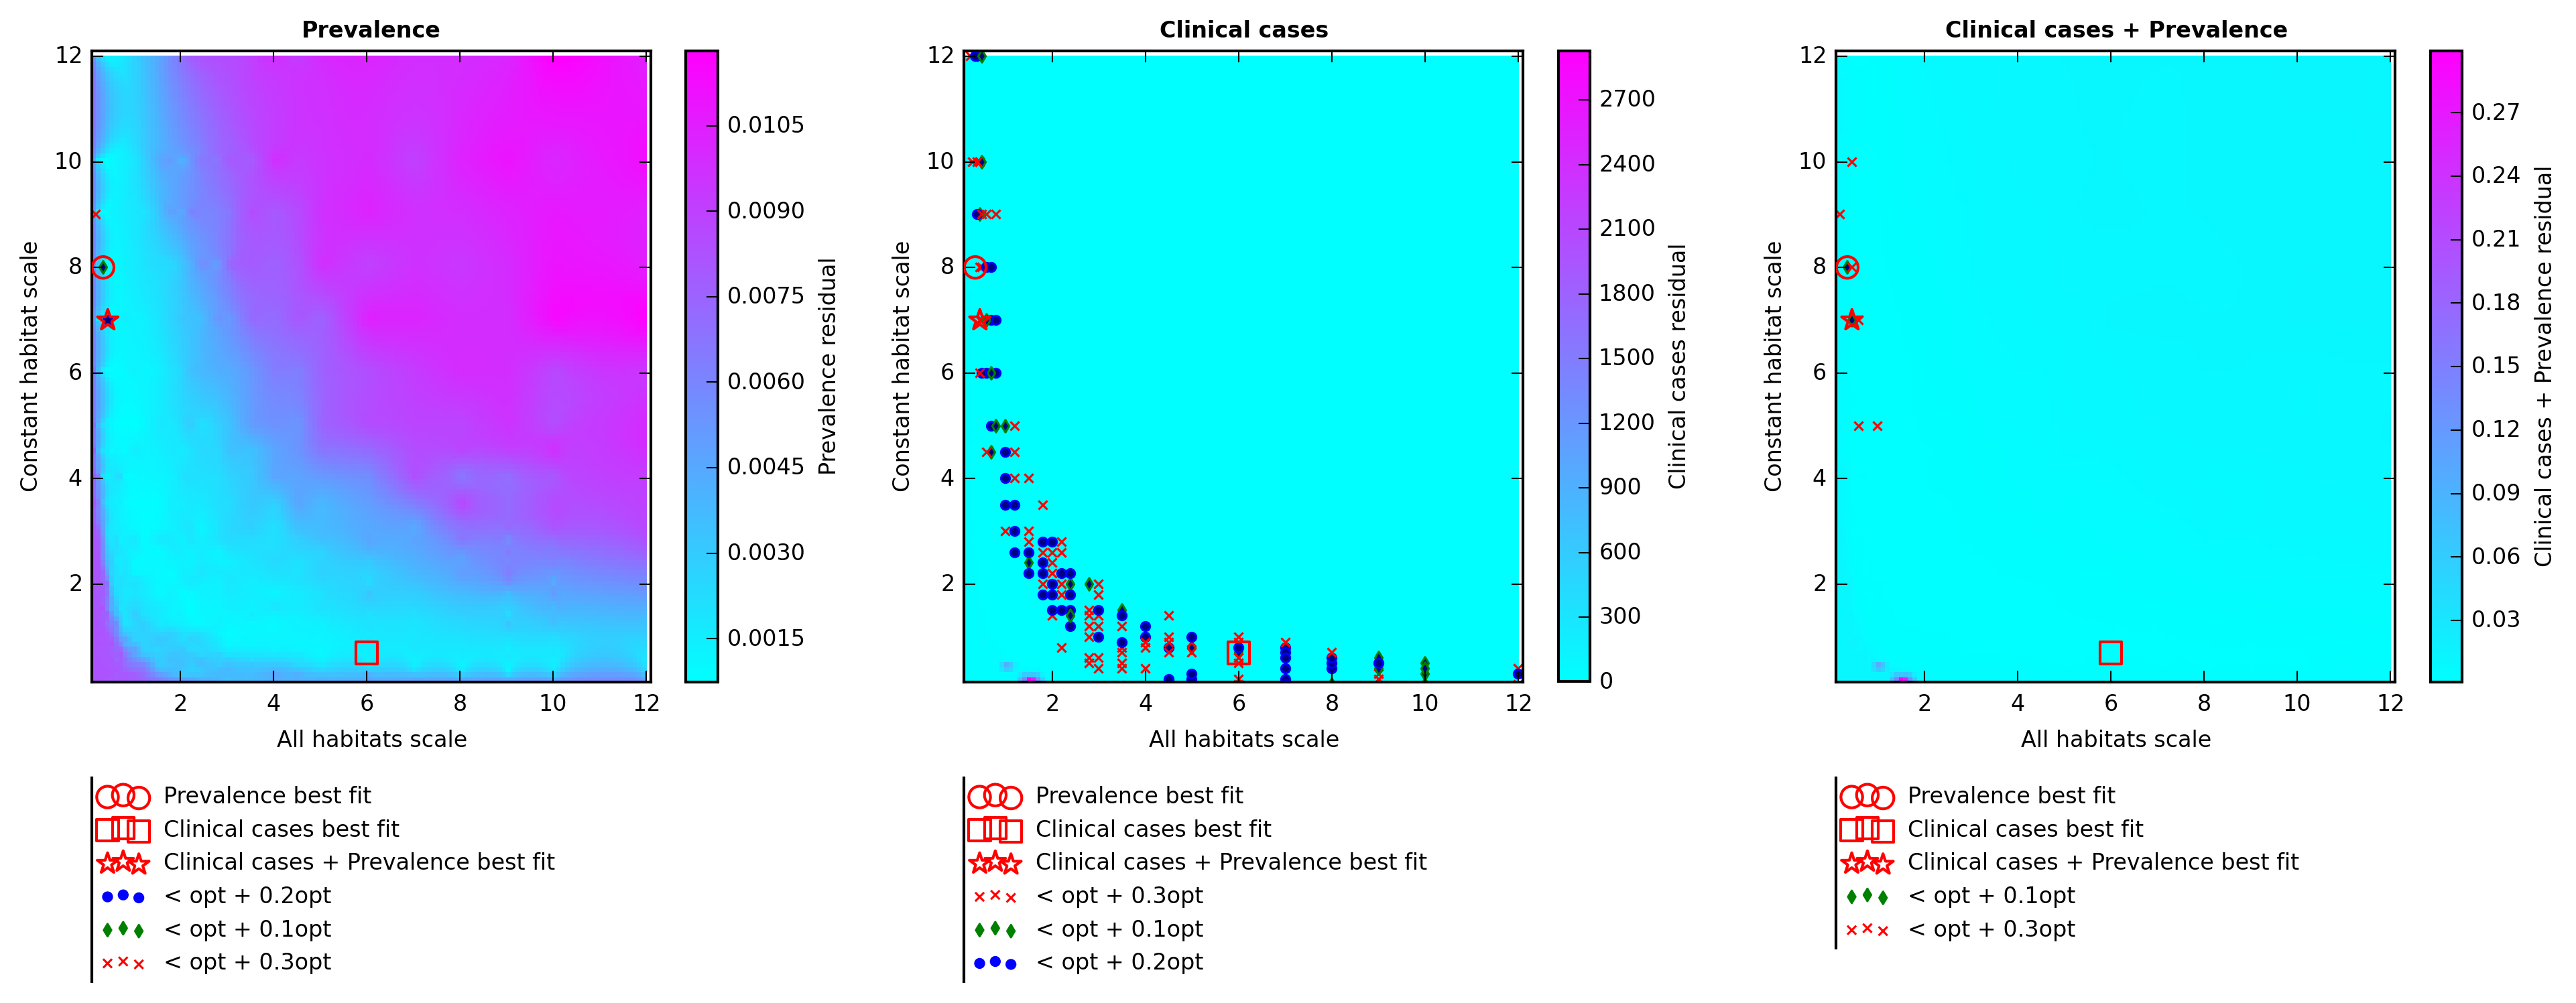 Prevalence
12
10
8
6
4
2
Constant habitat scale
2 4 6 8 10 12
All habitats scale
0.0105
0.0090
0.0075
0.0060
0.0045
0.0030
0.0015
Prevalence residual
Prevalence best fit
Clinical cases best fit
Clinical cases + Prevalence best fit
< opt + 0.2opt
< opt + 0.1opt
< opt + 0.3opt
Clinical cases
12
10
8
6
4
2
Constant habitat scale
2 4 6 8 10 12
All habitats scale
2700
2400
2100
1800
1500
1200
900
600
300
0
Clinical cases residual
Prevalence best fit
Clinical cases best fit
Clinical cases + Prevalence best fit
< opt + 0.3opt
< opt + 0.1opt
< opt + 0.2opt
Clinical cases + Prevalence
12
10
8
6
4
2
Constant habitat scale
2 4 6 8 10 12
All habitats scale
0.27
0.24
0.21
0.18
0.15
0.12
0.09
0.06
0.03
Clinical cases + Prevalence residual
Prevalence best fit
Clinical cases best fit
Clinical cases + Prevalence best fit
< opt + 0.1opt
< opt + 0.3opt